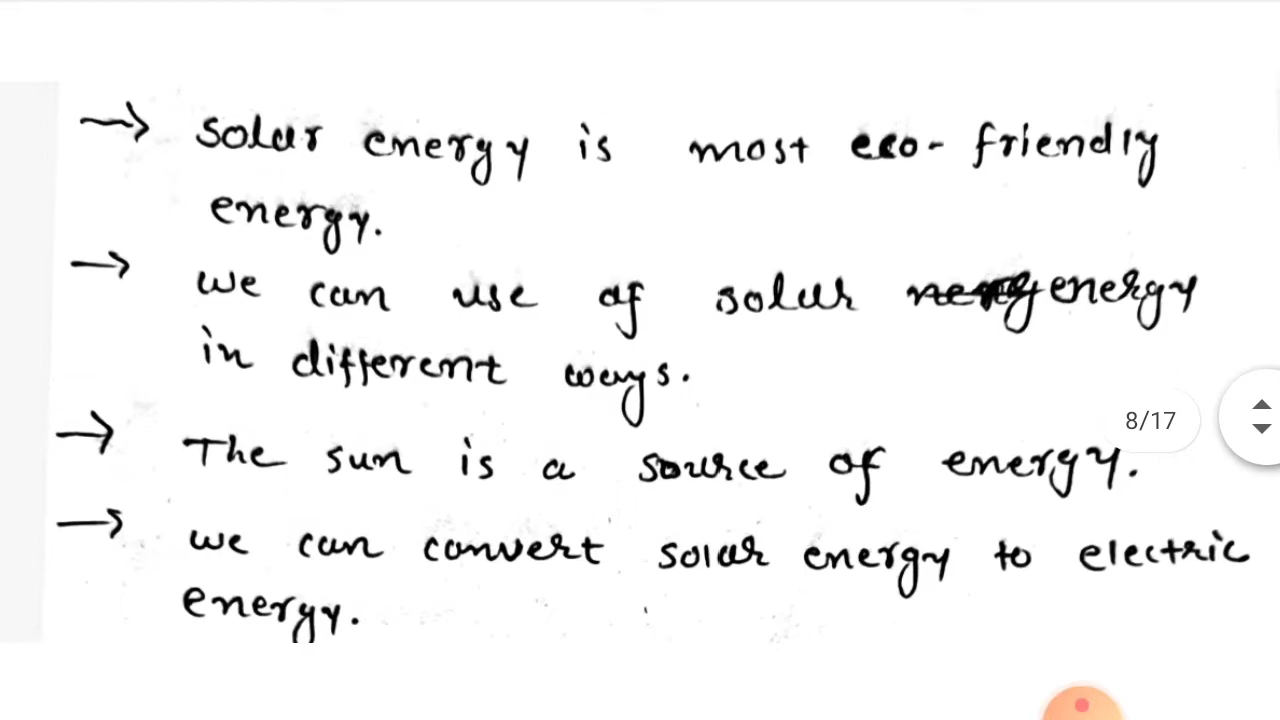 → Solar energy is most eco-friendly
energy.
→ we can use of solar energy
in different ways.
8/17
→ The sun is a source of energy.
→ we can convert solar energy to electric
energy.